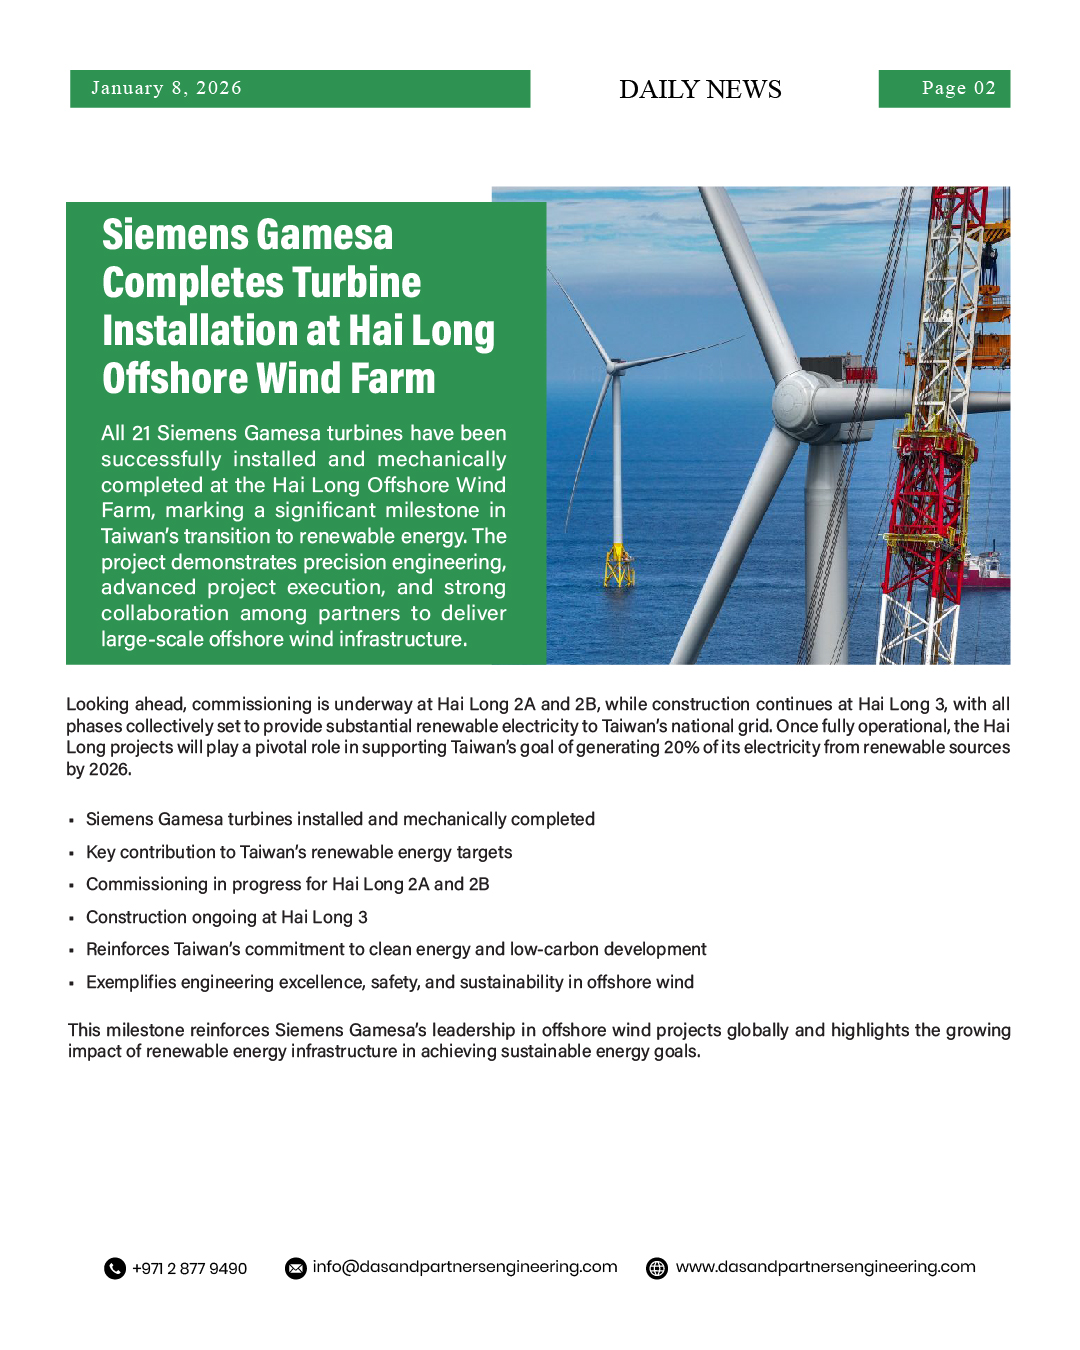 January 8, 2026
DAILY NEWS
Page 02
Siemens Gamesa
Completes Turbine
Installation at Hai Long
Offshore Wind Farm
All 21 Siemens Gamesa turbines have been
successfully installed and mechanically
completed at the Hai Long Offshore Wind
Farm, marking a significant milestone in
Taiwan's transition to renewable energy. The
project demonstrates precision engineering,
advanced project execution, and strong
collaboration among partners to deliver
large-scale offshore wind infrastructure.
Looking ahead, commissioning is underway at Hai Long 2A and 2B, while construction continues at Hai Long 3, with all
phases collectively set to provide substantial renewable electricity to Taiwan's national grid. Once fully operational, the Hai
Long projects will play a pivotal role in supporting Taiwan's goal of generating 20% of its electricity from renewable sources
by 2026.
▪ Siemens Gamesa turbines installed and mechanically completed
▪ Key contribution to Taiwan's renewable energy targets
▪ Commissioning in progress for Hai Long 2A and 2B
▪ Construction ongoing at Hai Long 3
▪ Reinforces Taiwan's commitment to clean energy and low-carbon development
▪ Exemplifies engineering excellence, safety, and sustainability in offshore wind
This milestone reinforces Siemens Gamesa's leadership in offshore wind projects globally and highlights the growing
impact of renewable energy infrastructure in achieving sustainable energy goals.
+971 2 877 9490
info@dasandpartnersengineering.com
www.dasandpartnersengineering.com